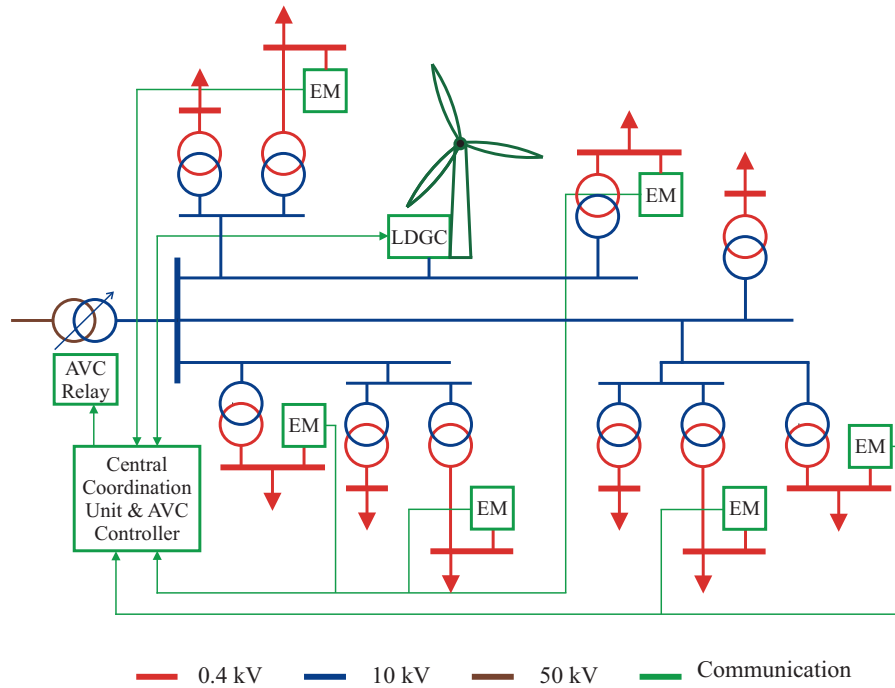 EM
EM
LDGC
AVC
Relay
EM
EM
Central
Coordination
Unit & AVC
Controller
EM
EM
0.4 kV
10 kV
50 kV
Communication